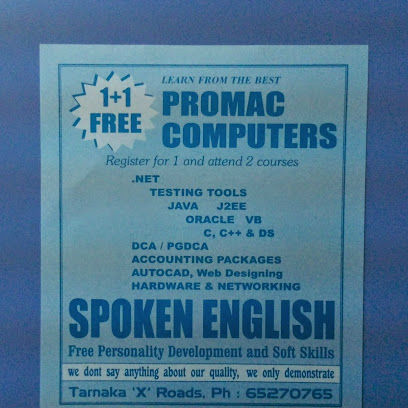 1+1
FREE
LEARN FROM THE BEST
PROMAC
COMPUTERS
Register for 1 and attend 2 courses
.NET
TESTING TOOLS
JAVA J2EE
ORACLE VB
C, C++ & DS
DCA / PGDCA
ACCOUNTING PACKAGES
AUTOCAD, Web Designing
HARDWARE & NETWORKING
SPOKEN ENGLISH
Free Personality Development and Soft Skills
we dont say anything about our quality, we only demonstrate
Tarnaka 'X' Roads, Ph : 65270765